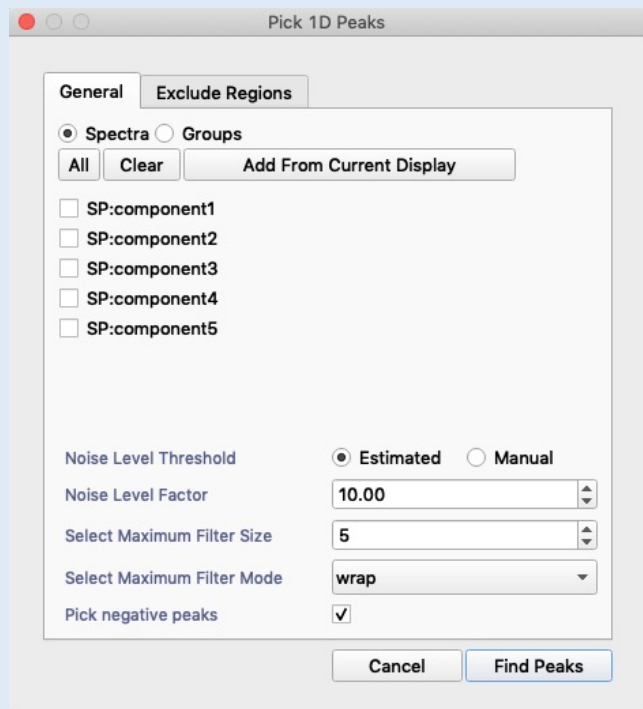 Pick 1D Peaks
General Exclude Regions
Spectra Groups
All Clear Add From Current Display
SP:component1
SP:component2
SP:component3
SP:component4
SP:component5
Noise Level Threshold Estimated Manual
Noise Level Factor 10.00
Select Maximum Filter Size 5
Select Maximum Filter Mode wrap
Pick negative peaks
Cancel Find Peaks